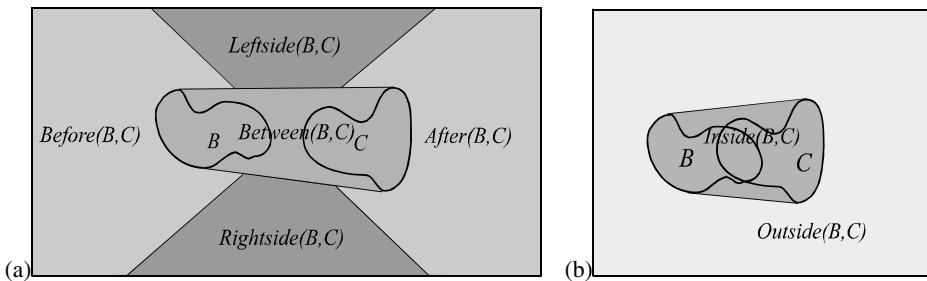 Leftside(B,C)
Before(B,C)
B
Between(B,C)
C
After(B,C)
Rightside(B,C)
(a)
Inside(B,C)
B
C
Outside(B,C)
(b)